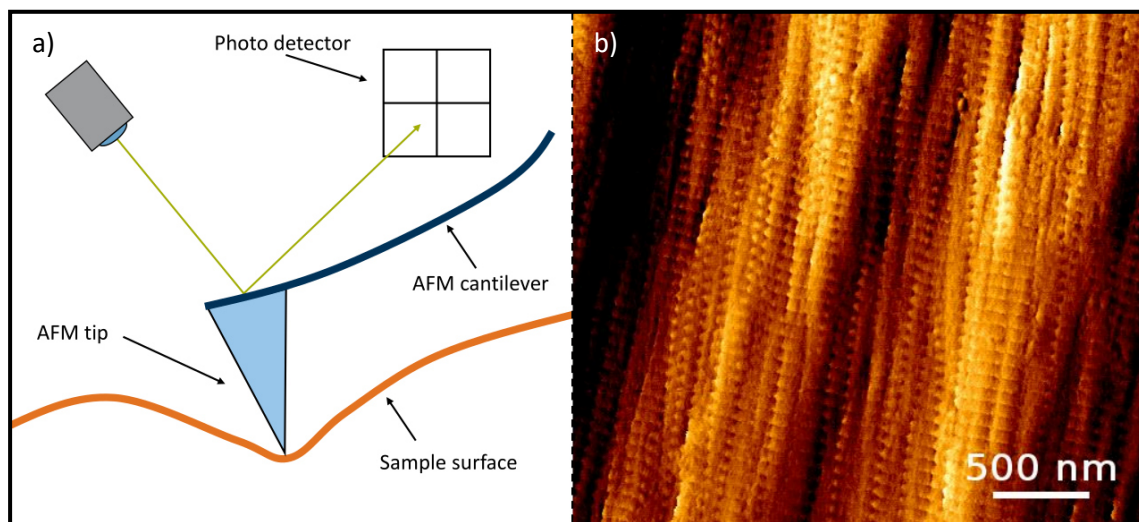 a)
Photo detector
AFM cantilever
AFM tip
Sample surface
b)
500 nm